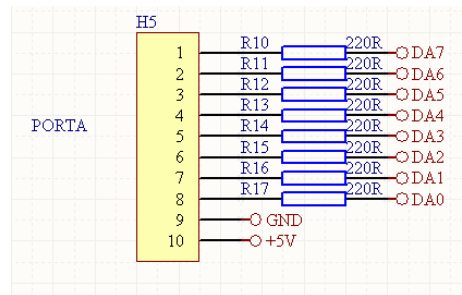 H5
1 R10 220R DA7
2 R11 220R DA6
3 R12 220R DA5
4 R13 220R DA4
PORTA
5 R14 220R DA3
6 R15 220R DA2
7 R16 220R DA1
8 R17 220R DA0
9 GND
10 +5V